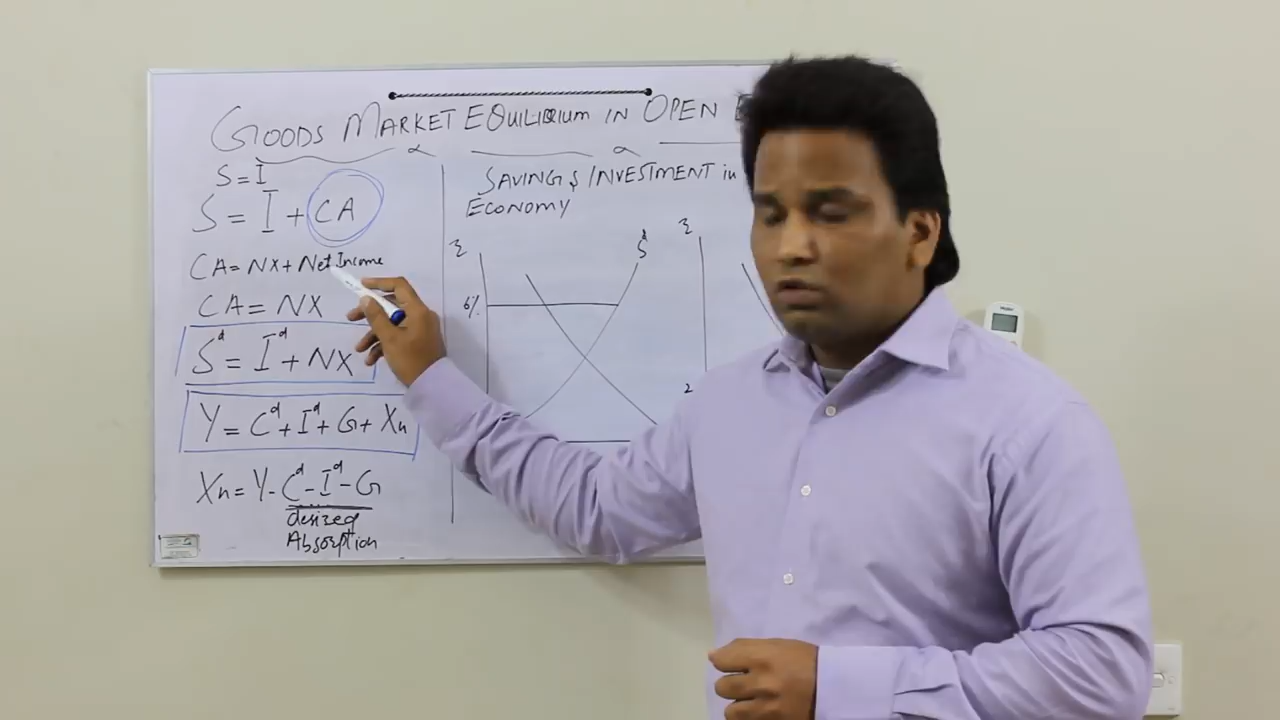 GOODS MARKET EQUILIBRIUM IN OPEN E
S = I
S = I + CA
CA = NX + Net Income
CA = NX
S^d = I^d + NX
Y = C^d + I^d + G + Xn
Xn = Y - C^d - I^d - G
desired
Absorption
SAVING & INVESTMENT in
ECONOMY
r
S^d
6%
r
2